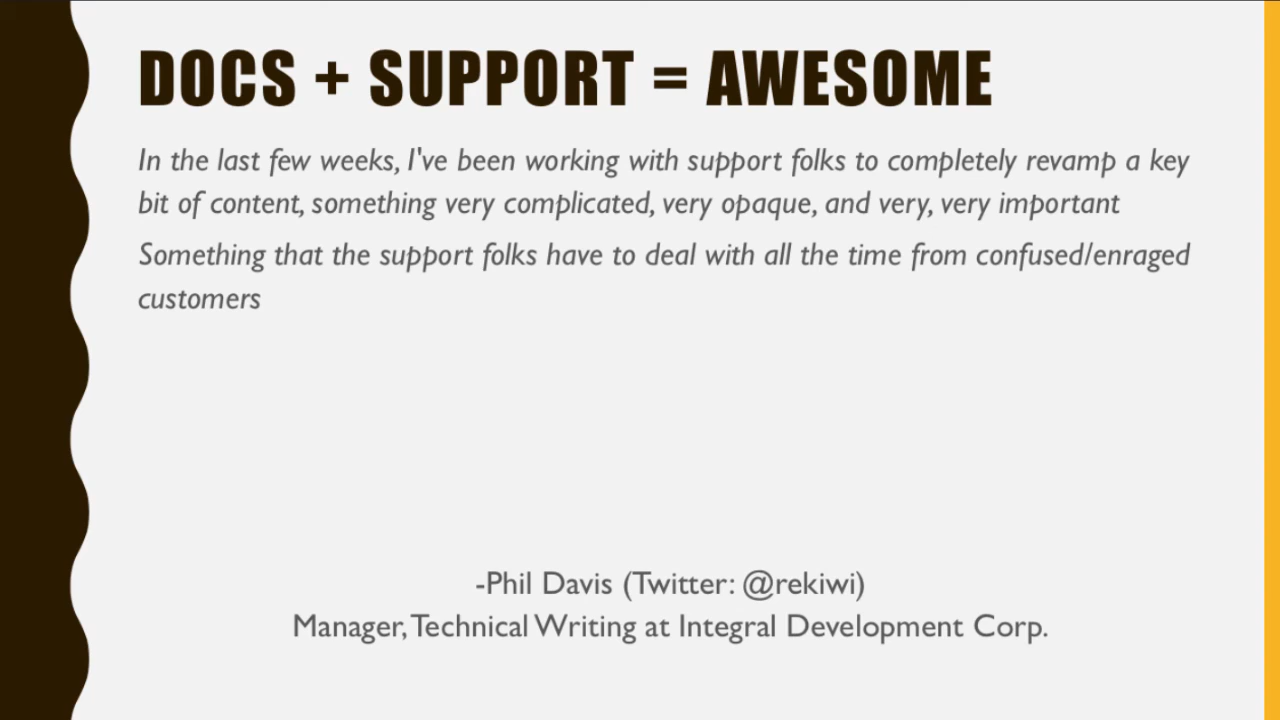 DOCS + SUPPORT = AWESOME
In the last few weeks, I've been working with support folks to completely revamp a key
bit of content, something very complicated, very opaque, and very, very important
Something that the support folks have to deal with all the time from confused/enraged
customers
-Phil Davis (Twitter: @rekiwi)
Manager, Technical Writing at Integral Development Corp.